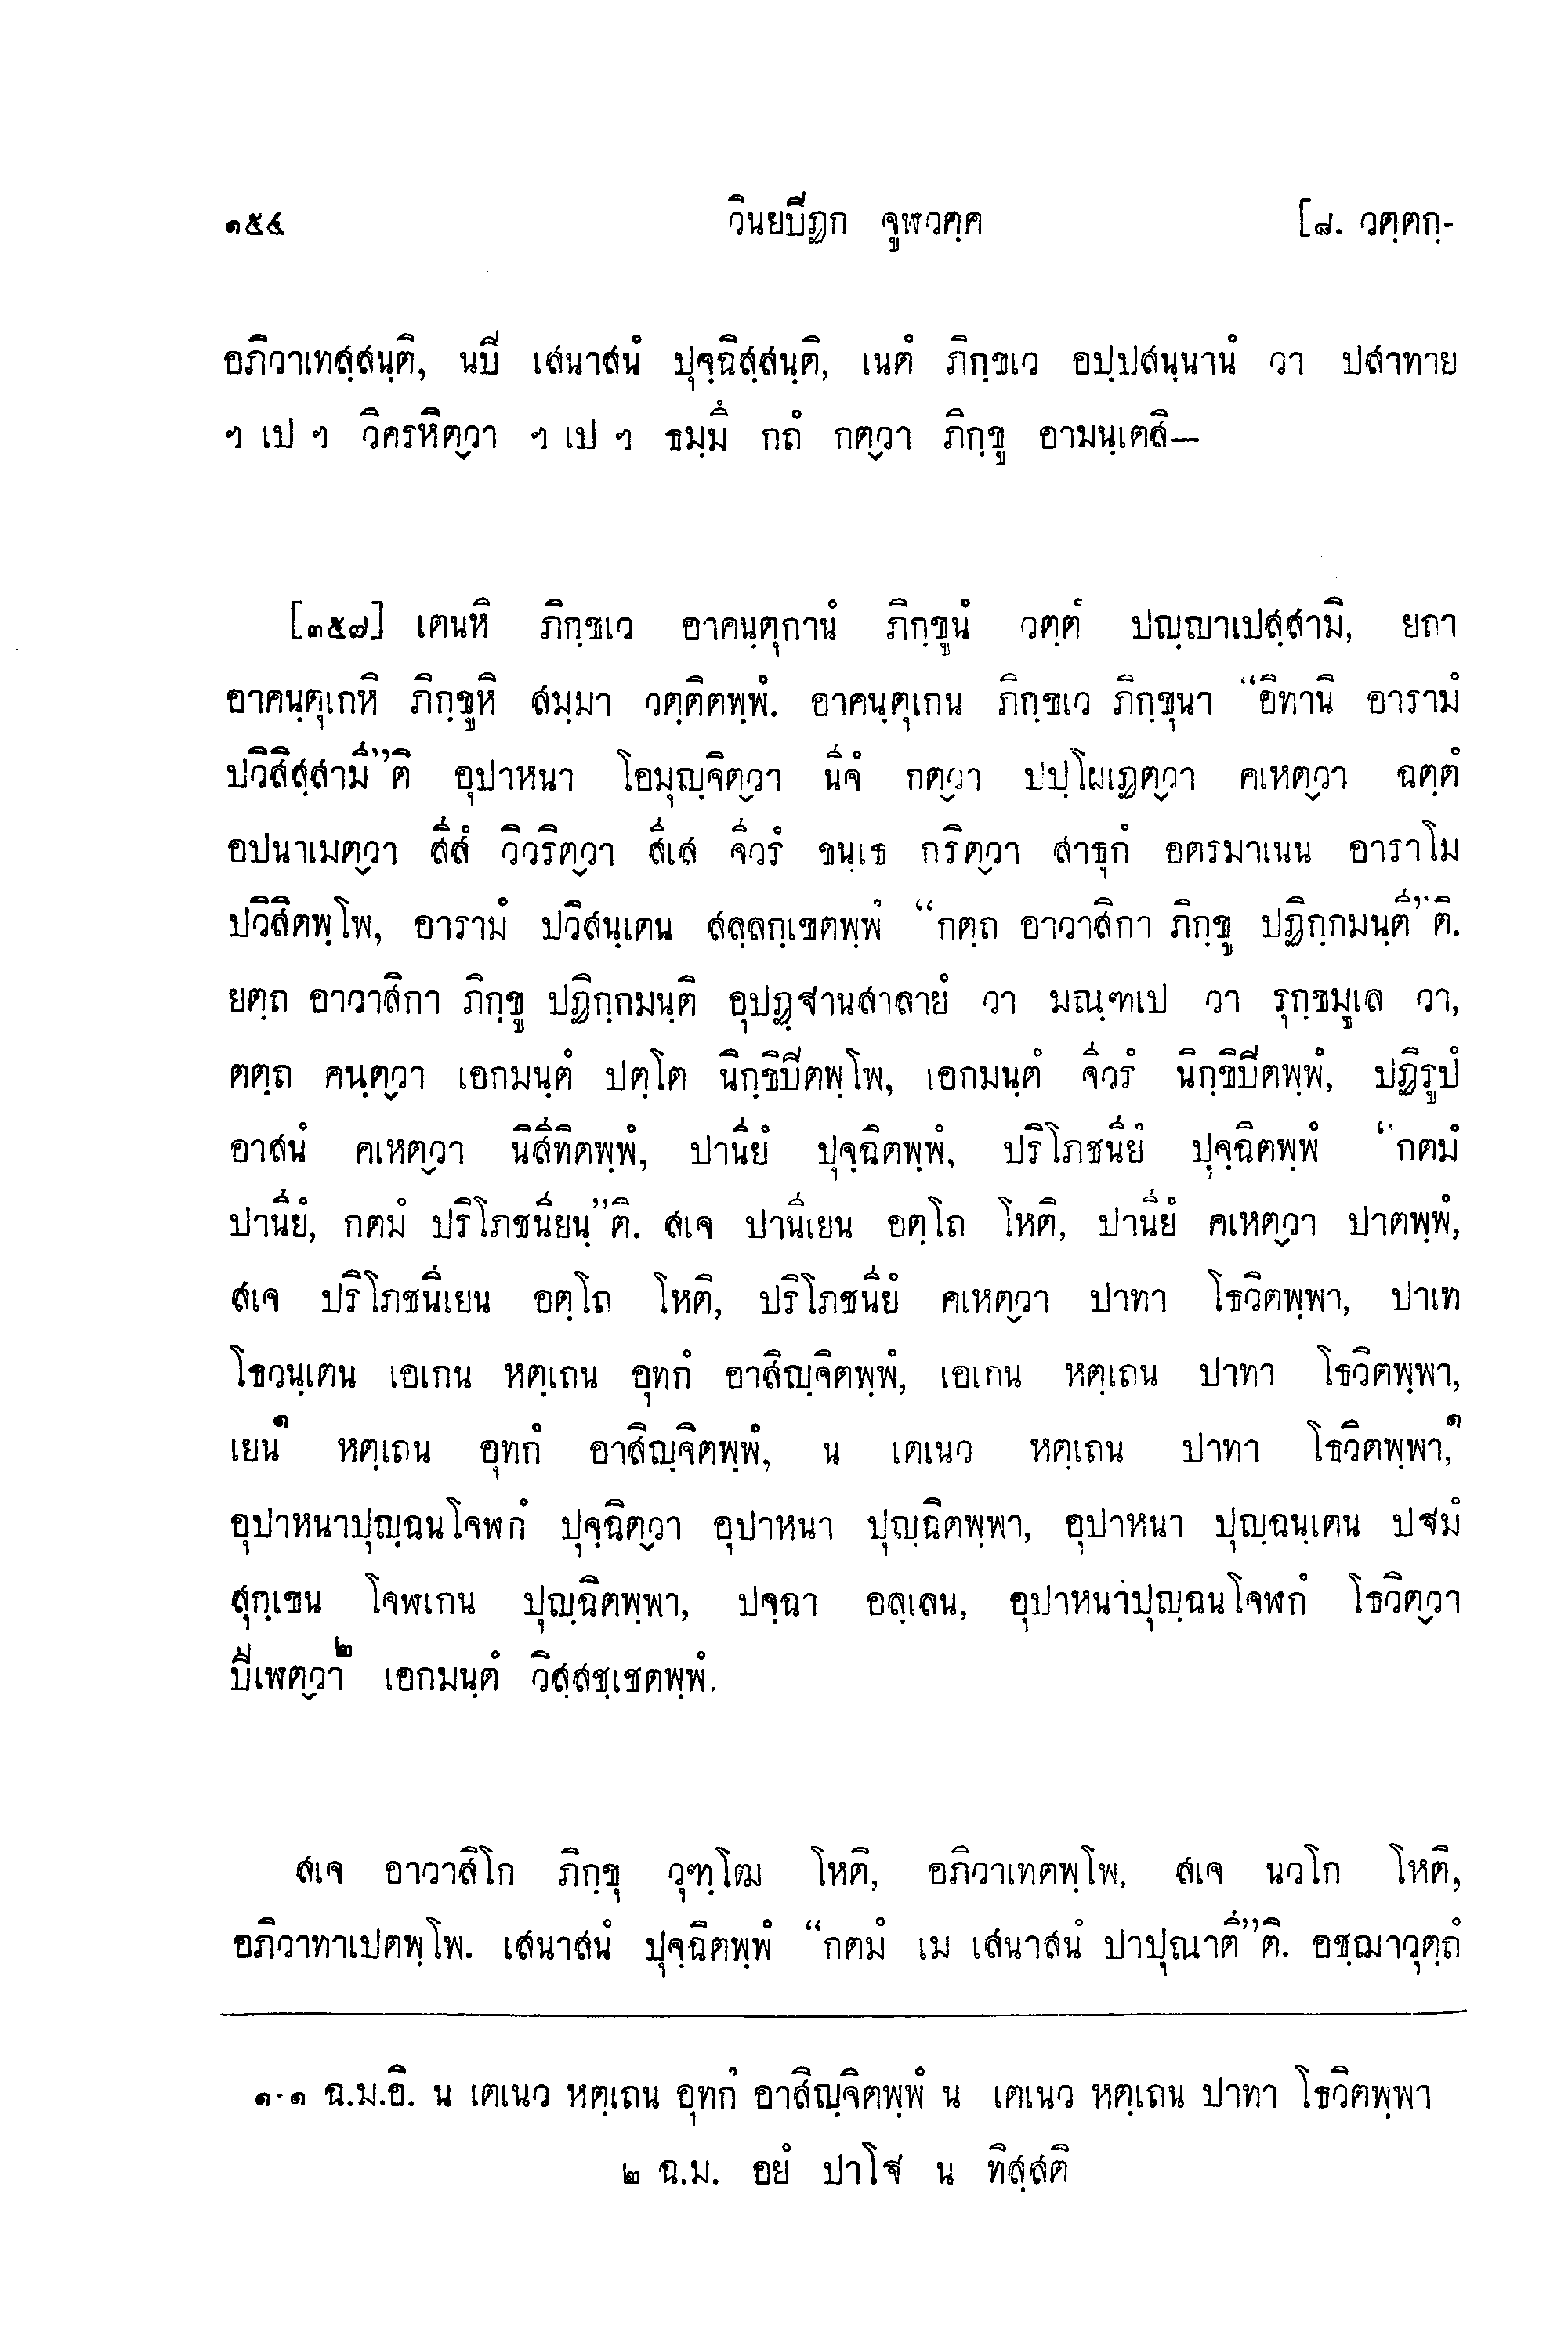 ๑๕๔ วินยปิฏก จูฬวคฺค [๘. วตฺตกฺ-
อภิวาเทสฺสนฺติ, นปิ เสนาสนํ ปุจฺฉิสฺสนฺติ, เนตํ ภิกฺขเว อปฺปสนฺนานํ วา ปสาทาย
ฯ เป ฯ วิครหิตฺวา ฯ เป ฯ ธมฺมึ กถํ กตฺวา ภิกฺขู อามนฺเตสิ—
[๓๕๗] เตนหิ ภิกฺขเว อาคนฺตุกานํ ภิกฺขูนํ วตฺตํ ปญฺญาเปสฺสามิ, ยถา
อาคนฺตุเกหิ ภิกฺขูหิ สมฺมา วตฺติตพฺพํ. อาคนฺตุเกน ภิกฺขเว ภิกฺขุนา “อิทานิ อารามํ
ปวิสิสฺสามี”ติ อุปาหนา โอมุญฺจิตฺวา นีจํ กตฺวา ปปฺโผเฏตฺวา คเหตฺวา ฉตฺตํ
อปนาเมตฺวา สีสํ วิวริตฺวา สีเส จีวรํ ขนฺเธ กริตฺวา สาธุกํ อตรมาเนน อาราโม
ปวิสิตพฺโพ, อารามํ ปวิสนฺเตน สลฺลกฺเขตพฺพํ “กตฺถ อาวาสิกา ภิกฺขู ปฏิกฺกมนฺตี”ติ.
ยตฺถ อาวาสิกา ภิกฺขู ปฏิกฺกมนฺติ อุปฏฺฐานสาลายํ วา มณฺฑเป วา รุกฺขมูเล วา,
ตตฺถ คนฺตฺวา เอกมนฺตํ ปตฺโต นิกฺขิปิตพฺโพ, เอกมนฺตํ จีวรํ นิกฺขิปิตพฺพํ, ปฏิรูปํ
อาสนํ คเหตฺวา นิสีทิตพฺพํ, ปานียํ ปุจฺฉิตพฺพํ, ปริโภชนียํ ปุจฺฉิตพฺพํ “กตมํ
ปานียํ, กตมํ ปริโภชนียนฺ”ติ. สเจ ปานีเยน อตฺโถ โหติ, ปานียํ คเหตฺวา ปาตพฺพํ,
สเจ ปริโภชนีเยน อตฺโถ โหติ, ปริโภชนียํ คเหตฺวา ปาทา โธวิตพฺพา, ปาเท
โธวนฺเตน เอเกน หตฺเถน อุทกํ อาสิญฺจิตพฺพํ, เอเกน หตฺเถน ปาทา โธวิตพฺพา,
เยน๑ หตฺเถน อุทกํ อาสิญฺจิตพฺพํ, น เตเนว หตฺเถน ปาทา โธวิตพฺพา,๑
อุปาหนาปุญฺฉนโจฬกํ ปุจฺฉิตฺวา อุปาหนา ปุญฺฉิตพฺพา, อุปาหนา ปุญฺฉนฺเตน ปฐมํ
สุกฺเขน โจฬเกน ปุญฺฉิตพฺพา, ปจฺฉา อลฺเลน, อุปาหนาปุญฺฉนโจฬกํ โธวิตฺวา
ปีเฬตฺวา๒ เอกมนฺตํ วิสฺสชฺเชตพฺพํ.
สเจ อาวาสิโก ภิกฺขุ วุฑฺโฒ โหติ, อภิวาเทตพฺโพ, สเจ นวโก โหติ,
อภิวาทาเปตพฺโพ. เสนาสนํ ปุจฺฉิตพฺพํ “กตมํ เม เสนาสนํ ปาปุณาตี”ติ. อชฺฌาวุตฺถํ
๑-๑ ฉ.ม.อิ. น เตเนว หตฺเถน อุทกํ อาสิญฺจิตพฺพํ น เตเนว หตฺเถน ปาทา โธวิตพฺพา
๒ ฉ.ม. อยํ ปาโฐ น ทิสฺสติ